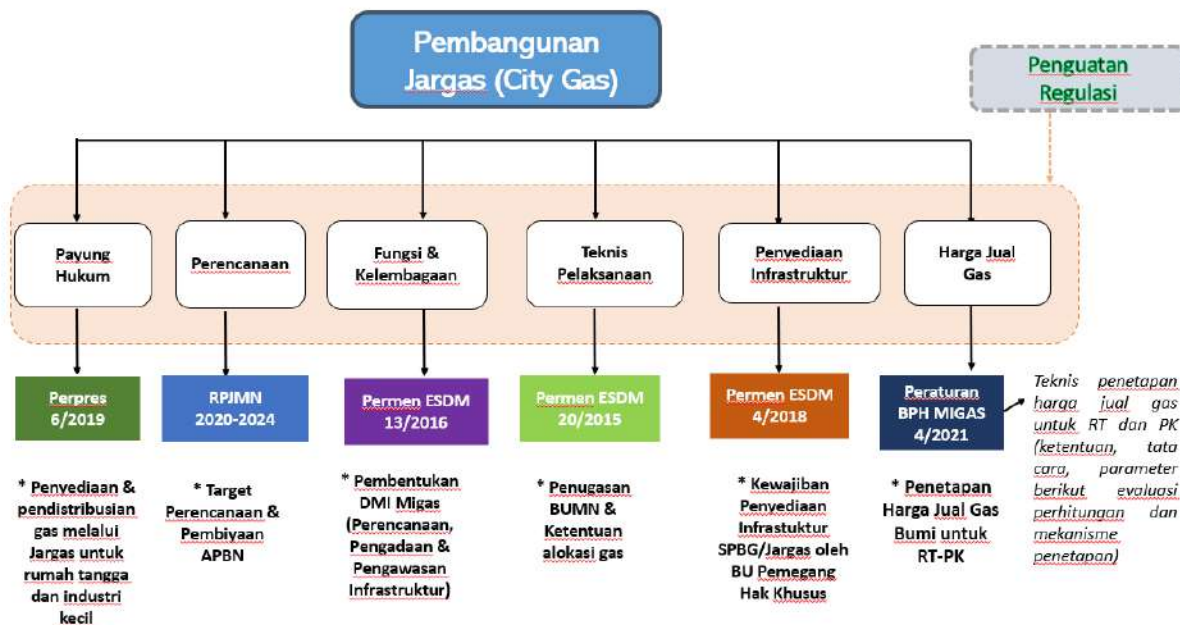 Pembangunan
Jargas (City Gas)
Penguatan
Regulasi
Payung
Hukum
Perencanaan
Fungsi &
Kelembagaan
Teknis
Pelaksanaan
Penyediaan
Infrastruktur
Harga Jual
Gas
Perpres
6/2019
RPJMN
2020-2024
Permen ESDM
13/2016
Permen ESDM
20/2015
Permen ESDM
4/2018
Peraturan
BPH MIGAS
4/2021
Teknis penetapan
harga jual gas
untuk RT dan PK
(ketentuan, tata
cara, parameter
berikut evaluasi
perhitungan dan
mekanisme
penetapan)
* Penyediaan &
pendistribusian
gas melalui
Jargas untuk
rumah tangga
dan industri
kecil
* Target
Perencanaan &
Pembiyaan
APBN
* Pembentukan
DMI Migas
(Perencanaan,
Pengadaan &
Pengawasan
Infrastruktur)
* Penugasan
BUMN &
Ketentuan
alokasi gas
* Kewajiban
Penyediaan
Infrastuktur
SPBG/Jargas oleh
BU Pemegang
Hak Khusus
* Penetapan
Harga Jual Gas
Bumi untuk
RT-PK